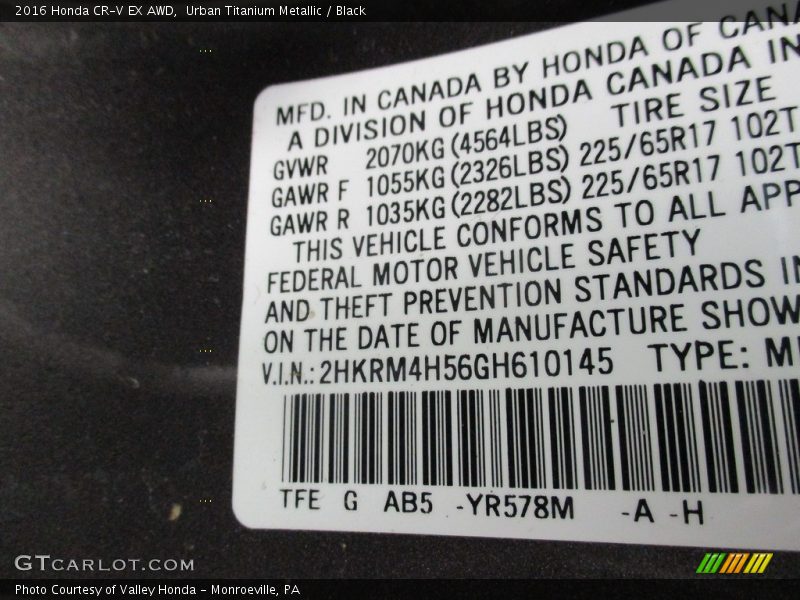 2016 Honda CR-V EX AWD,  Urban Titanium Metallic / Black
MFD. IN CANADA BY HONDA OF CANA
A DIVISION OF HONDA CANADA IN
TIRE SIZE
GVWR 2070KG (4564LBS)
GAWR F 1055KG (2326LBS) 225/65R17 102T
GAWR R 1035KG (2282LBS) 225/65R17 102T
THIS VEHICLE CONFORMS TO ALL APP
FEDERAL MOTOR VEHICLE SAFETY
AND THEFT PREVENTION STANDARDS IN
ON THE DATE OF MANUFACTURE SHOW
V.I.N.: 2HKRM4H56GH610145 TYPE: M
TFE G AB5 -YR578M -A -H
GTCARLOT.COM
Photo Courtesy of Valley Honda - Monroeville, PA